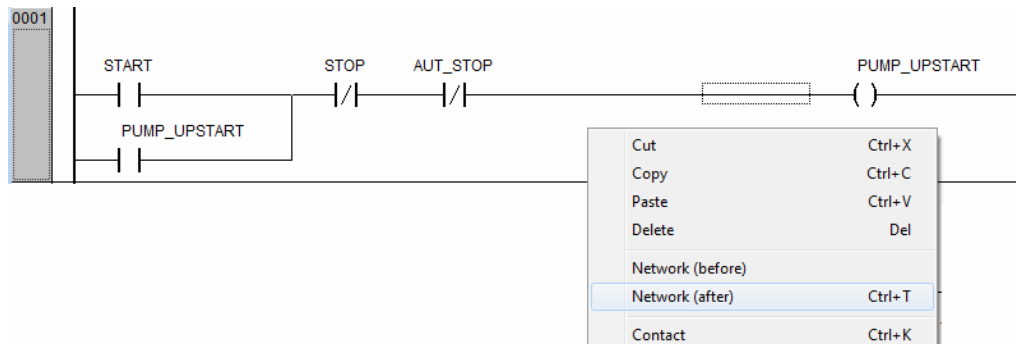 0001
START STOP AUT_STOP PUMP_UPSTART
PUMP_UPSTART
Cut Ctrl+X
Copy Ctrl+C
Paste Ctrl+V
Delete Del
Network (before)
Network (after) Ctrl+T
Contact Ctrl+K